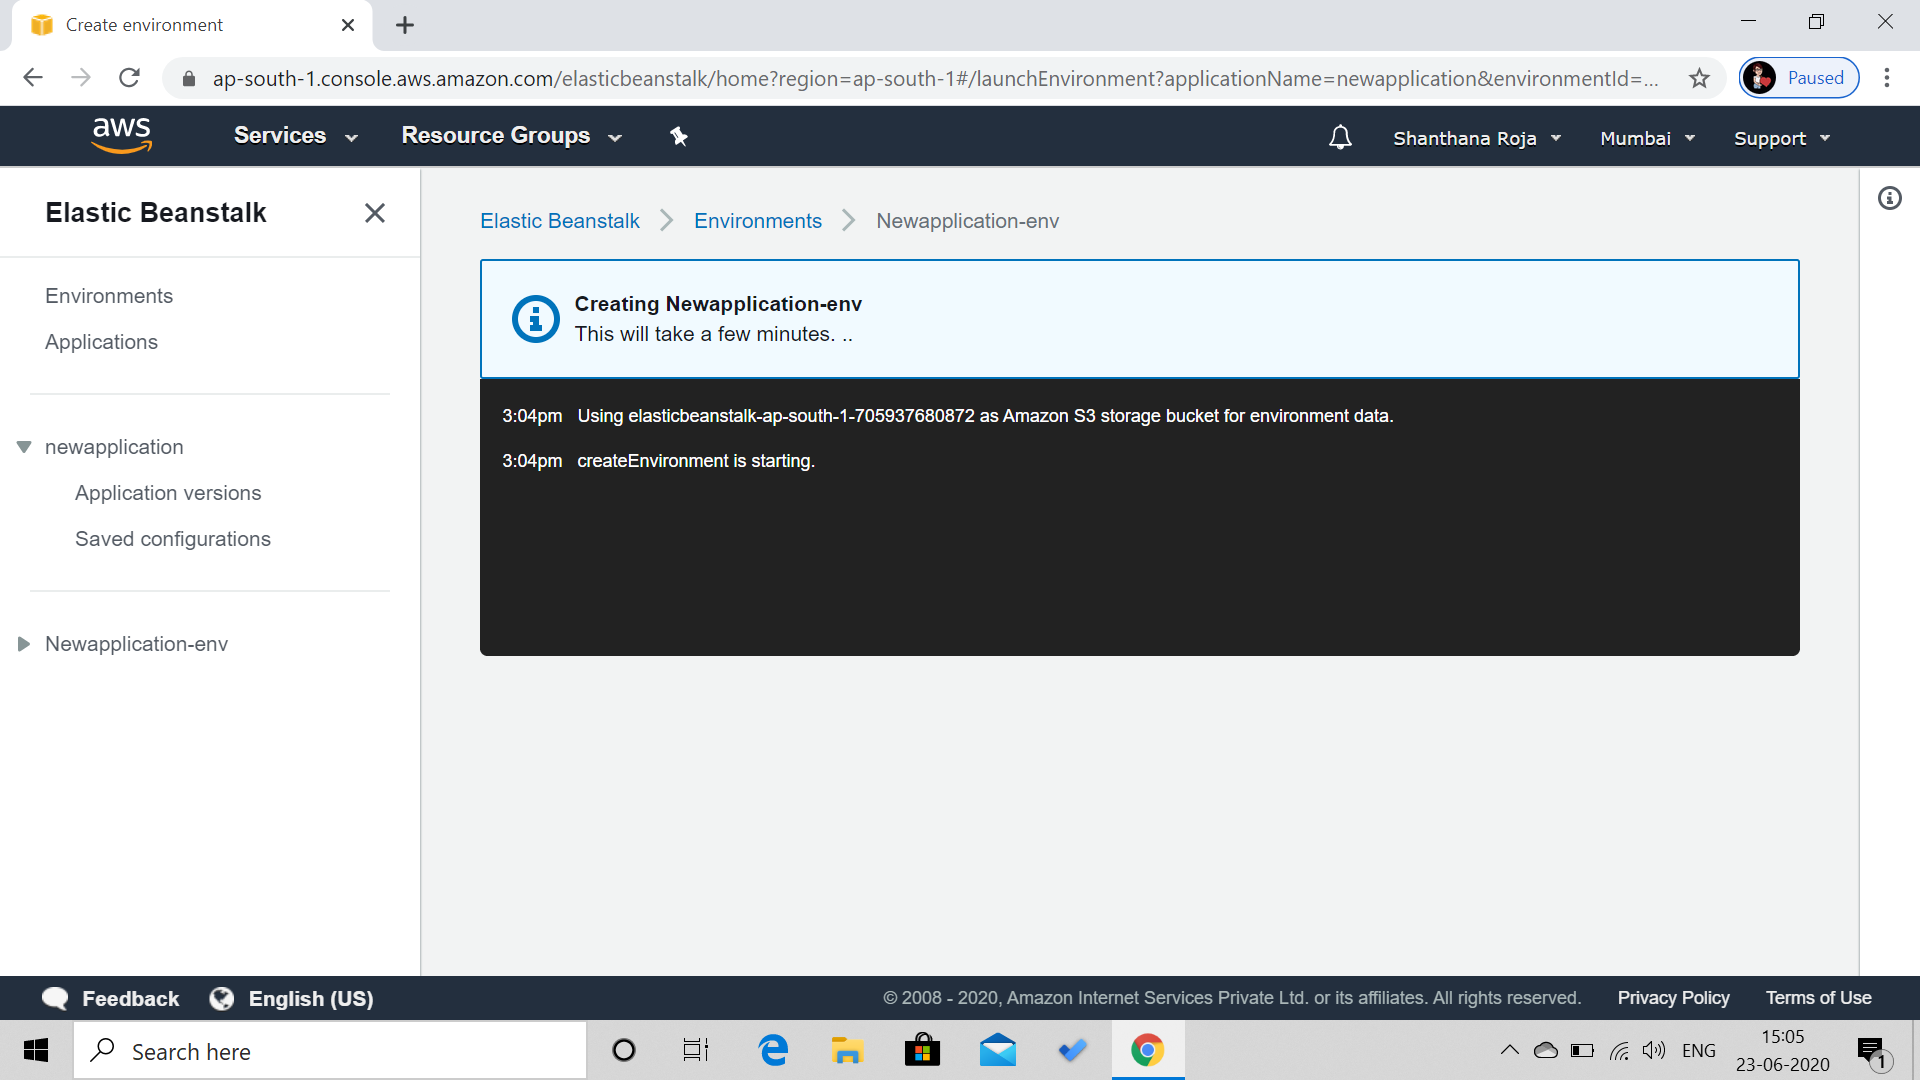 Create environment
ap-south-1.console.aws.amazon.com/elasticbeanstalk/home?region=ap-south-1#/launchEnvironment?applicationName=newapplication&environmentId=...
Paused
aws
Services
Resource Groups
Shanthana Roja
Mumbai
Support
Elastic Beanstalk
Environments
Applications
newapplication
Application versions
Saved configurations
Newapplication-env
Elastic Beanstalk
Environments
Newapplication-env
Creating Newapplication-env
This will take a few minutes. ..
3:04pm Using elasticbeanstalk-ap-south-1-705937680872 as Amazon S3 storage bucket for environment data.
3:04pm createEnvironment is starting.
Feedback
English (US)
© 2008 - 2020, Amazon Internet Services Private Ltd. or its affiliates. All rights reserved.
Privacy Policy
Terms of Use
Search here
ENG
15:05
23-06-2020
1